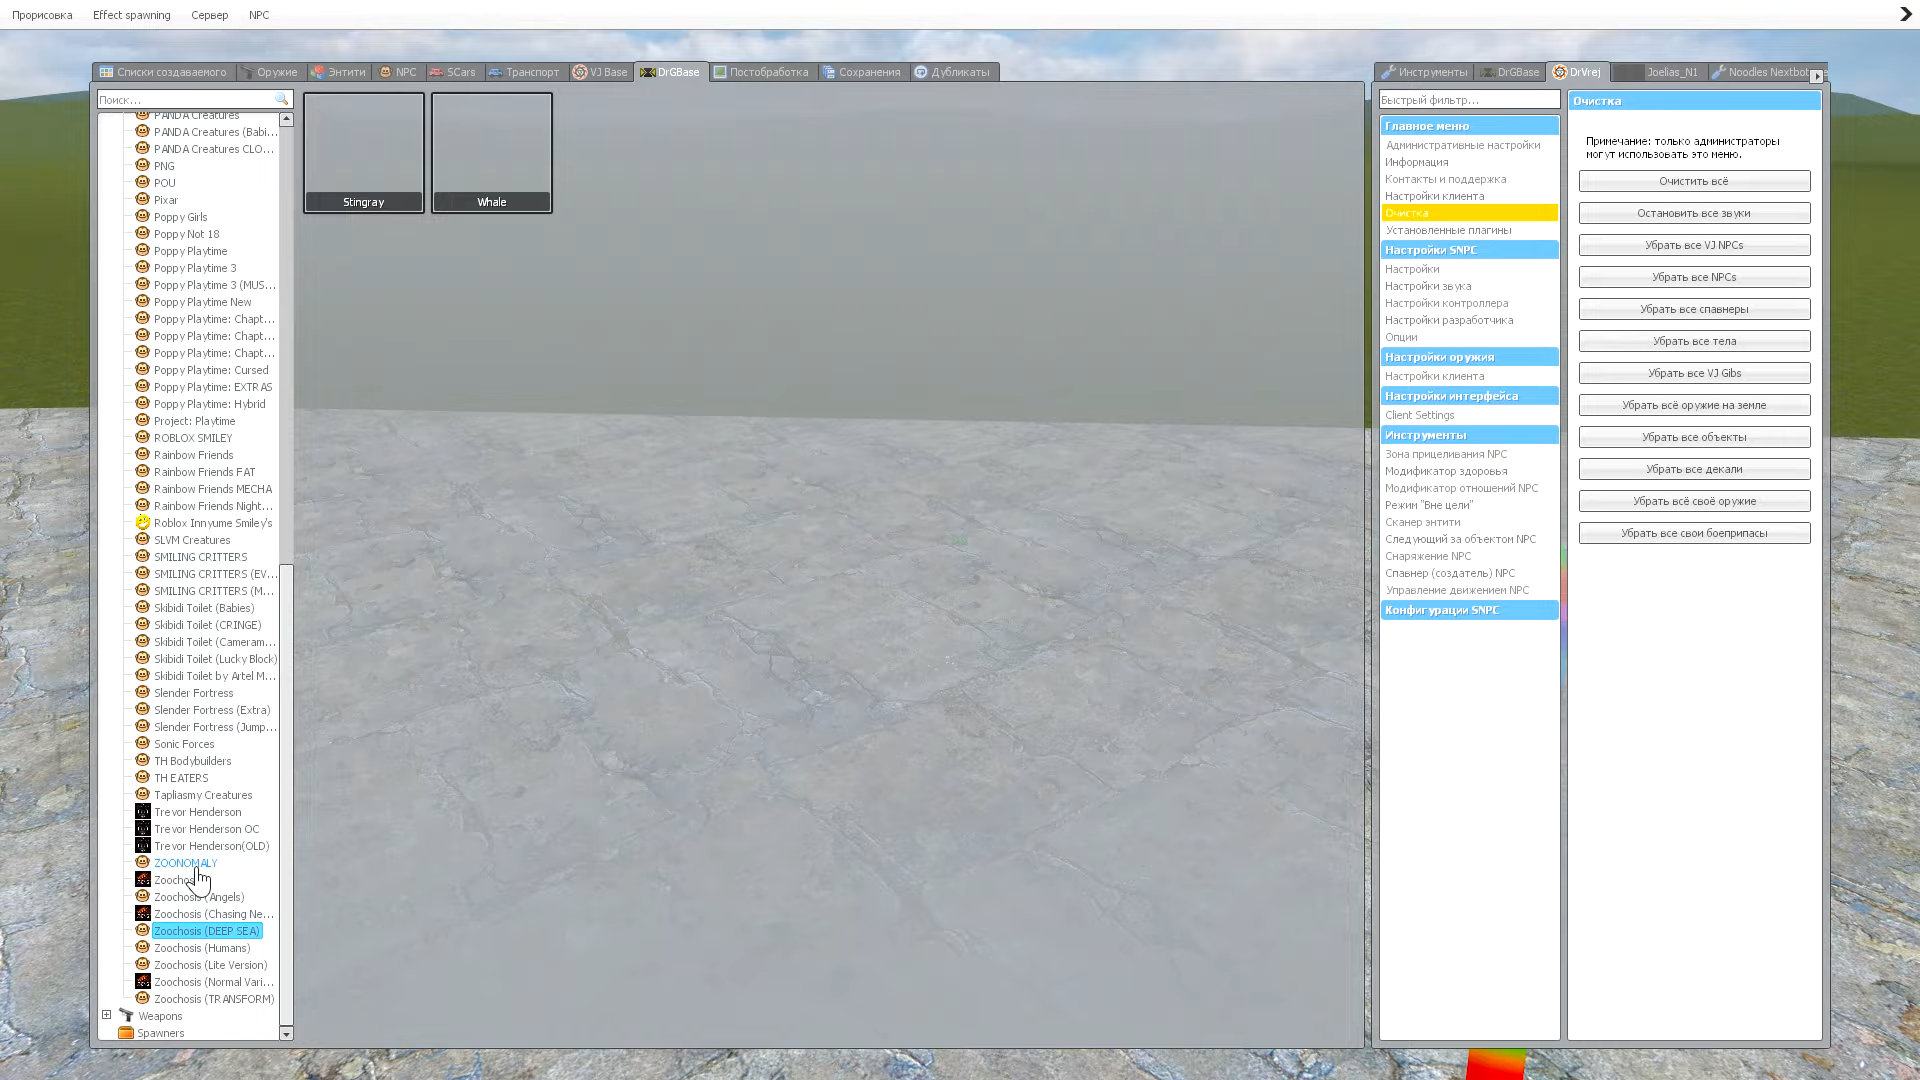 Прорисовка
Effect spawning
Сервер
NPC
Списки создаваемого
Оружие
Энтити
NPC
SCars
Транспорт
VJ Base
DrGBase
Постобработка
Сохранения
Дубликаты
Поиск...
PANDA Creatures
PANDA Creatures (Babi...
PANDA Creatures CLO...
PNG
POU
Pixar
Poppy Girls
Poppy Not 18
Poppy Playtime
Poppy Playtime 3
Poppy Playtime 3 (MUS...
Poppy Playtime New
Poppy Playtime: Chapt...
Poppy Playtime: Chapt...
Poppy Playtime: Chapt...
Poppy Playtime: Cursed
Poppy Playtime: EXTRAS
Poppy Playtime: Hybrid
Project: Playtime
ROBLOX SMILEY
Rainbow Friends
Rainbow Friends FAT
Rainbow Friends MECHA
Rainbow Friends Night...
Roblox Innyume Smiley's
SLVM Creatures
SMILING CRITTERS
SMILING CRITTERS (EV...
SMILING CRITTERS (M...
Skibidi Toilet (Babies)
Skibidi Toilet (CRINGE)
Skibidi Toilet (Cameram...
Skibidi Toilet (Lucky Block)
Skibidi Toilet by Artel M...
Slender Fortress
Slender Fortress (Extra)
Slender Fortress (Jump...
Sonic Forces
TH Bodybuilders
TH EATERS
Tapliasmy Creatures
Trevor Henderson
Trevor Henderson OC
Trevor Henderson(OLD)
ZOONOMALY
Zoochosis (Angels)
Zoochosis (Chasing Ne...
Zoochosis (DEEP SEA)
Zoochosis (Humans)
Zoochosis (Lite Version)
Zoochosis (Normal Vari...
Zoochosis (TRANSFORM)
Weapons
Spawners
Stingray
Whale
Инструменты
DrGBase
DrVrej
Joelias_N1
Noodles Nextbot
Быстрый фильтр...
Главное меню
Административные настройки
Информация
Контакты и поддержка
Настройки клиента
Очистка
Установленные плагины
Настройки SNPC
Настройки
Настройки звука
Настройки контроллера
Настройки разработчика
Опции
Настройки оружия
Настройки клиента
Настройки интерфейса
Client Settings
Инструменты
Зона прицеливания NPC
Модификатор здоровья
Модификатор отношений NPC
Режим "Вне цели"
Сканер энтити
Следующий за объектом NPC
Снаряжение NPC
Спавнер (создатель) NPC
Управление движением NPC
Конфигурации SNPC
Очистка
Примечание: только администраторы
могут использовать это меню.
Очистить всё
Остановить все звуки
Убрать все VJ NPCs
Убрать все NPCs
Убрать все спавнеры
Убрать все тела
Убрать все VJ Gibs
Убрать всё оружие на земле
Убрать все объекты
Убрать все декали
Убрать всё своё оружие
Убрать все свои боеприпасы